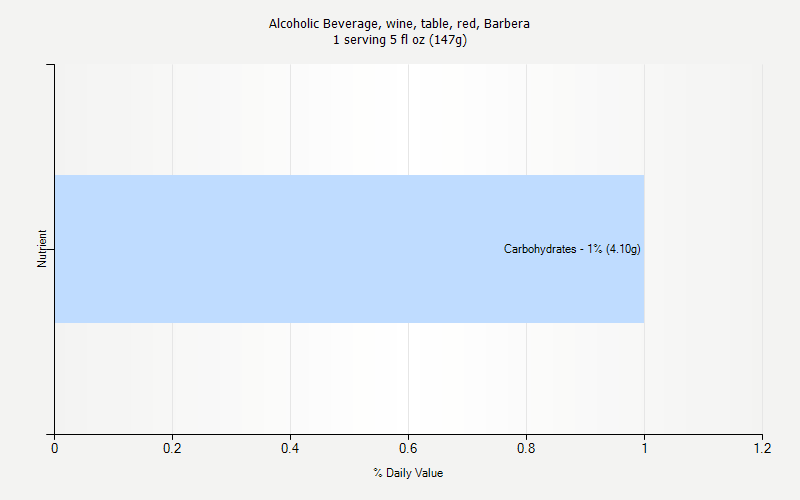 Alcoholic Beverage, wine, table, red, Barbera
1 serving 5 fl oz (147g)
Nutrient
Carbohydrates - 1% (4.10g)
0 0.2 0.4 0.6 0.8 1 1.2
% Daily Value